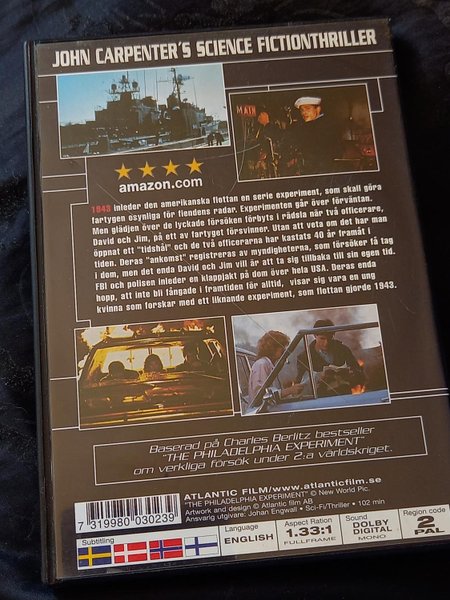 JOHN CARPENTER'S SCIENCE FICTIONTHRILLER
MATH
amazon.com
1943 inleder den amerikanska flottan en serie experiment, som skall göra
fartygen osynliga för fiendens radar. Experimenten går över förväntan.
Men glädjen över de lyckade försöken förbyts i rädsla när två officerare,
David och Jim, på ett av fartyget försvinner. Utan att veta om det har man
öppnat ett "tidshål" och de två officerarna har kastats 40 år framåt i
tiden. Deras "ankomst" registreras av myndigheterna, som försöker få tag
i dom, men det enda David och Jim vill är att ta sig tillbaka till sin egen tid.
FBI och polisen inleder en klappjakt på dom över hela USA. Deras enda
hopp, att inte bli fångade i framtiden för alltid, visar sig vara en ung
kvinna som forskar med ett liknande experiment, som flottan gjorde 1943.
Baserad på Charles Berlitz bestseller
"THE PHILADELPHIA EXPERIMENT"
om verkliga försök under 2:a världskriget.
ATLANTIC FILM/www.atlanticfilm.se
"THE PHILADELPHIA EXPERIMENT" © New World Pic.
Artwork and design © Atlantic film AB
Ansvarig utgivare: Johan Engwall • Sci-Fi/Thriller • 102 min
7 319980 030239
Subtitling
Language
ENGLISH
Aspect Ration
1.33:1
FULLFRAME
Sound
DOLBY
DIGITAL
MONO
Region code
2
PAL